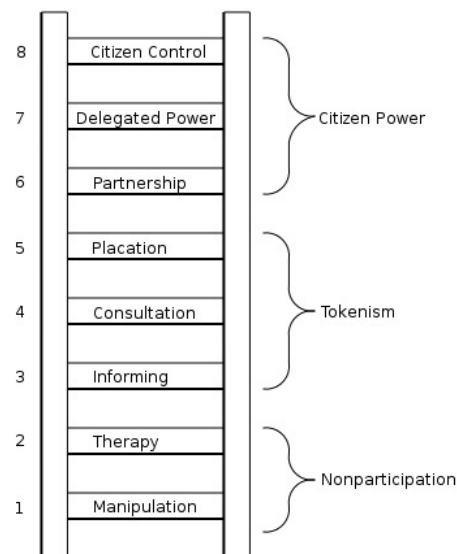 8 Citizen Control
7 Delegated Power
Citizen Power
6 Partnership
5 Placation
4 Consultation
Tokenism
3 Informing
2 Therapy
Nonparticipation
1 Manipulation